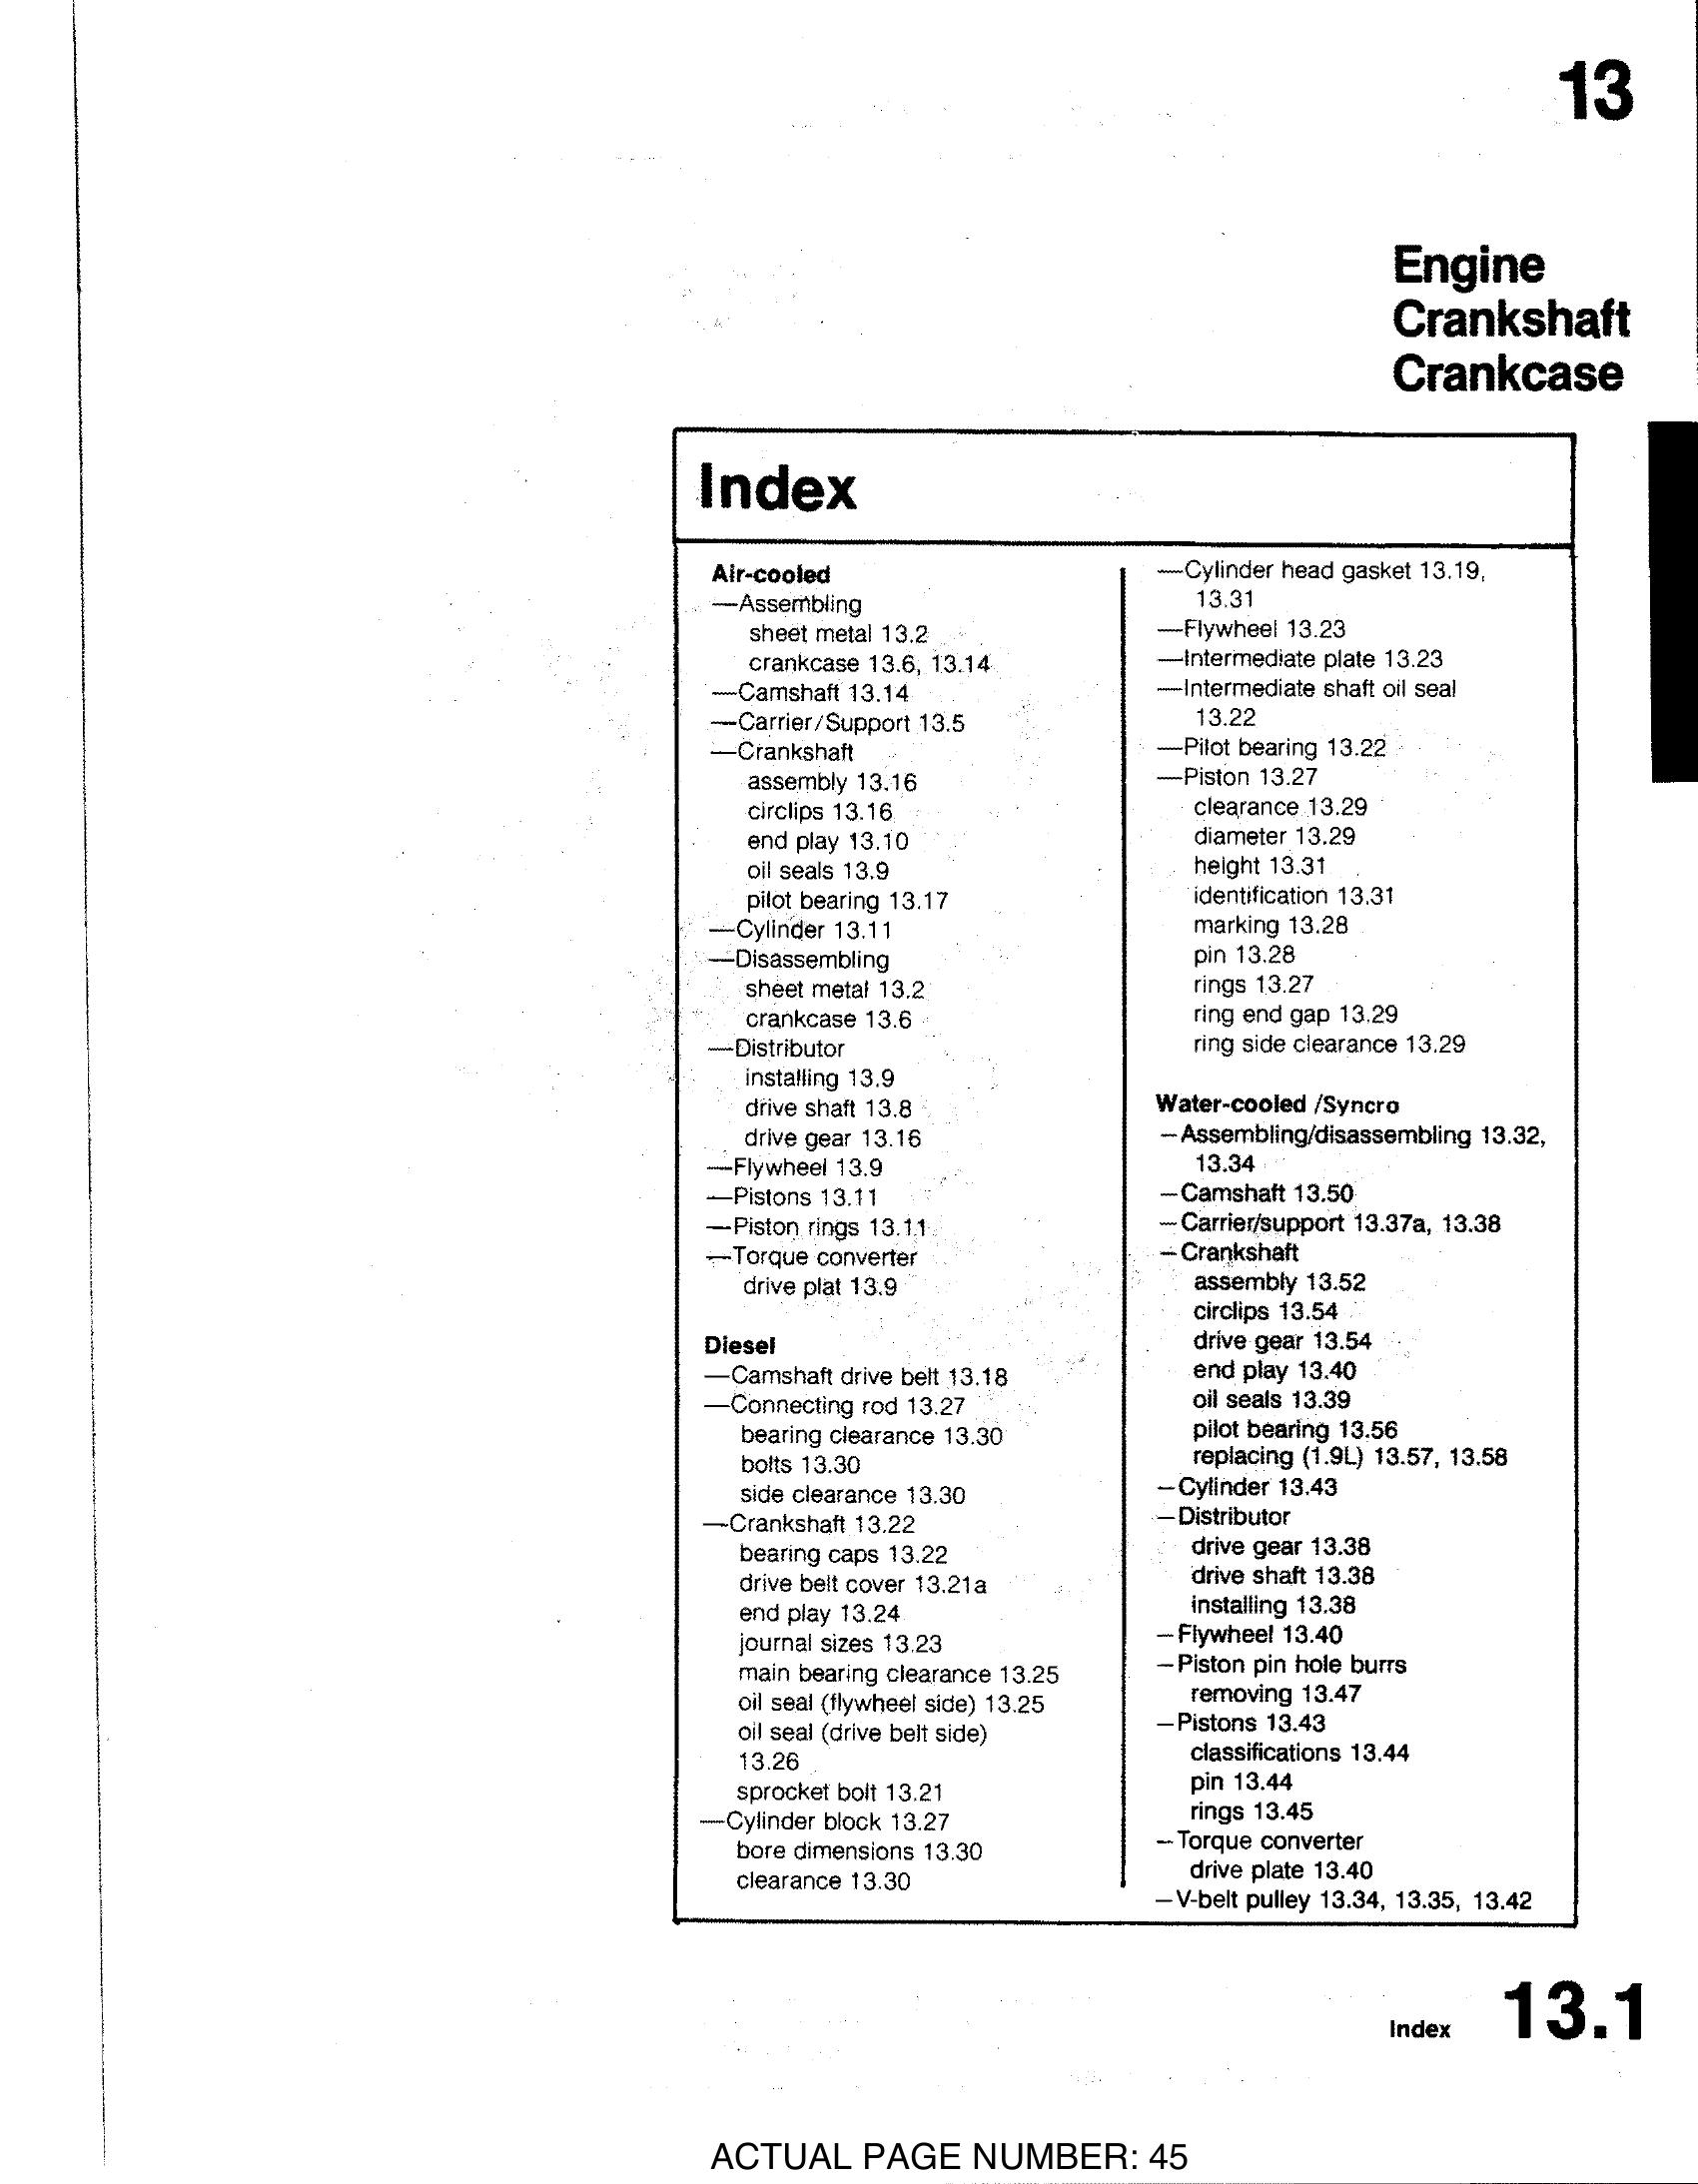 13
Engine
Crankshaft
Crankcase
Index
Air-cooled
—Assembling
sheet metal 13.2
crankcase 13.6, 13.14
—Camshaft 13.14
—Carrier/Support 13.5
—Crankshaft
assembly 13.16
circlips 13.16
end play 13.10
oil seals 13.9
pilot bearing 13.17
—Cylinder 13.11
—Disassembling
sheet metal 13.2
crankcase 13.6
—Distributor
installing 13.9
drive shaft 13.8
drive gear 13.16
—Flywheel 13.9
—Pistons 13.11
—Piston rings 13.11
—Torque converter
drive plat 13.9
Diesel
—Camshaft drive belt 13.18
—Connecting rod 13.27
bearing clearance 13.30
bolts 13.30
side clearance 13.30
—Crankshaft 13.22
bearing caps 13.22
drive belt cover 13.21a
end play 13.24
journal sizes 13.23
main bearing clearance 13.25
oil seal (flywheel side) 13.25
oil seal (drive belt side)
13.26
sprocket bolt 13.21
—Cylinder block 13.27
bore dimensions 13.30
clearance 13.30
—Cylinder head gasket 13.19,
13.31
—Flywheel 13.23
—Intermediate plate 13.23
—Intermediate shaft oil seal
13.22
—Pilot bearing 13.22
—Piston 13.27
clearance 13.29
diameter 13.29
height 13.31
identification 13.31
marking 13.28
pin 13.28
rings 13.27
ring end gap 13.29
ring side clearance 13.29
Water-cooled /Syncro
—Assembling/disassembling 13.32,
13.34
—Camshaft 13.50
—Carrier/support 13.37a, 13.38
—Crankshaft
assembly 13.52
circlips 13.54
drive gear 13.54
end play 13.40
oil seals 13.39
pilot bearing 13.56
replacing (1.9L) 13.57, 13.58
—Cylinder 13.43
—Distributor
drive gear 13.38
drive shaft 13.38
installing 13.38
—Flywheel 13.40
—Piston pin hole burrs
removing 13.47
—Pistons 13.43
classifications 13.44
pin 13.44
rings 13.45
—Torque converter
drive plate 13.40
—V-belt pulley 13.34, 13.35, 13.42
Index 13.1
ACTUAL PAGE NUMBER: 45